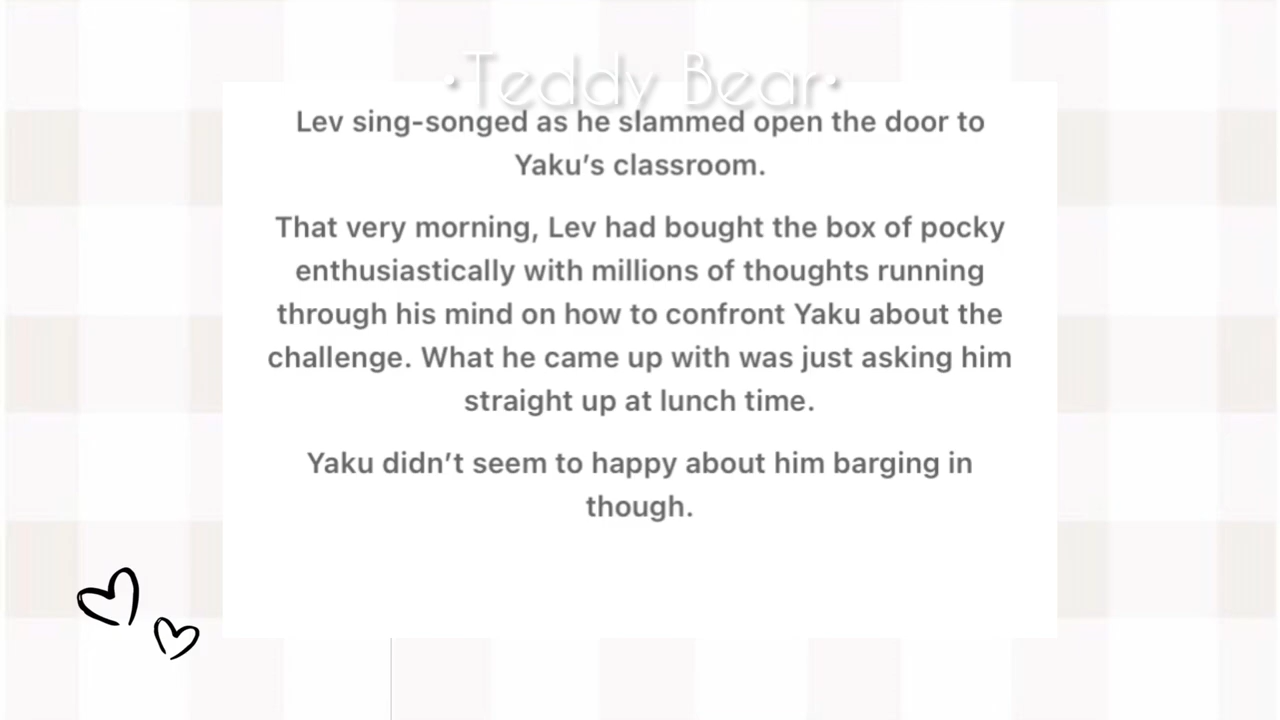 •Teddy Bear•
Lev sing-songed as he slammed open the door to
Yaku’s classroom.
That very morning, Lev had bought the box of pocky
enthusiastically with millions of thoughts running
through his mind on how to confront Yaku about the
challenge. What he came up with was just asking him
straight up at lunch time.
Yaku didn’t seem to happy about him barging in
though.